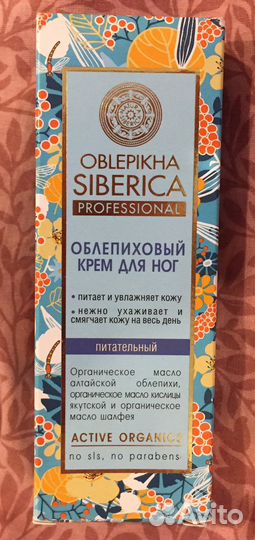 OBLEPIKHA
SIBERICA
PROFESSIONAL
ОБЛЕПИХОВЫЙ
КРЕМ ДЛЯ НОГ
• питает и увлажняет кожу
• нежно ухаживает и
смягчает кожу на весь день
питательный
Органическое масло
алтайской облепихи,
органическое масло кислицы
якутской и органическое
масло шалфея
ACTIVE ORGANICS
no sls, no parabens
Avito